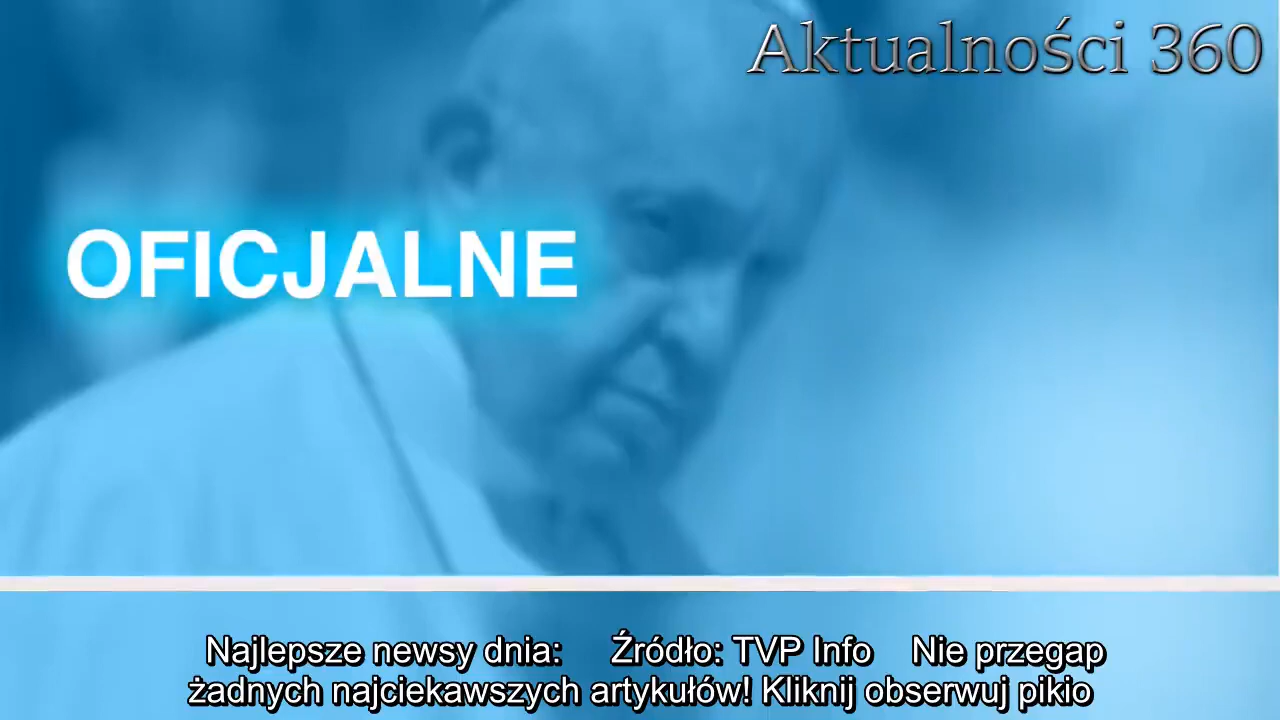 Aktualności 360
OFICJALNE
Najlepsze newsy dnia: Źródło: TVP Info Nie przegap
żadnych najciekawszych artykułów! Kliknij obserwuj pikio